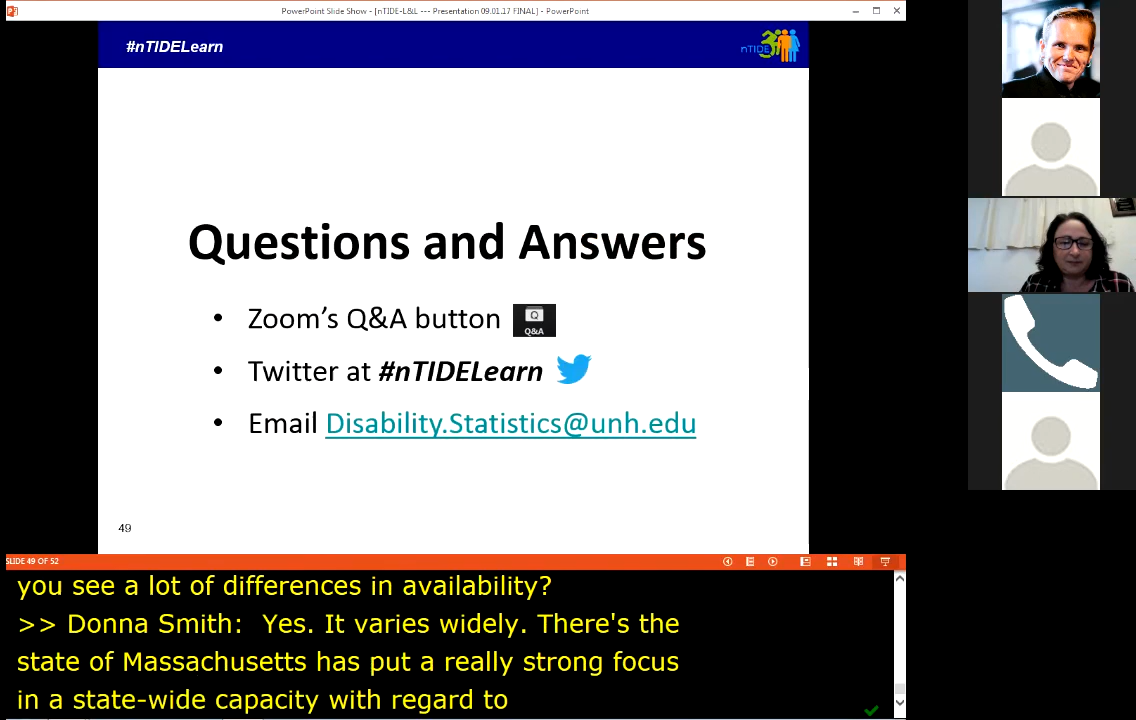 PowerPoint Slide Show - [nTIDE-L&L --- Presentation 09.01.17 FINAL] - PowerPoint
#nTIDELearn
nTIDE
Questions and Answers
• Zoom's Q&A button
Q
Q&A
• Twitter at #nTIDELearn
• Email Disability.Statistics@unh.edu
49
SLIDE 49 OF 52
you see a lot of differences in availability?
>> Donna Smith: Yes. It varies widely. There's the
state of Massachusetts has put a really strong focus
in a state-wide capacity with regard to